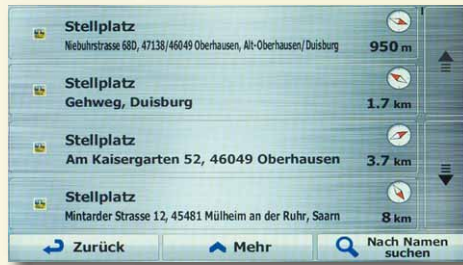 Stellplatz
Niebuhrstrasse 68D, 47138/46049 Oberhausen, Alt-Oberhausen/Duisburg
950 m
Stellplatz
Gehweg, Duisburg
1.7 km
Stellplatz
Am Kaisergarten 52, 46049 Oberhausen
3.7 km
Stellplatz
Mintarder Strasse 12, 45481 Mülheim an der Ruhr, Saarn
8 km
Zurück
Mehr
Nach Namen
suchen